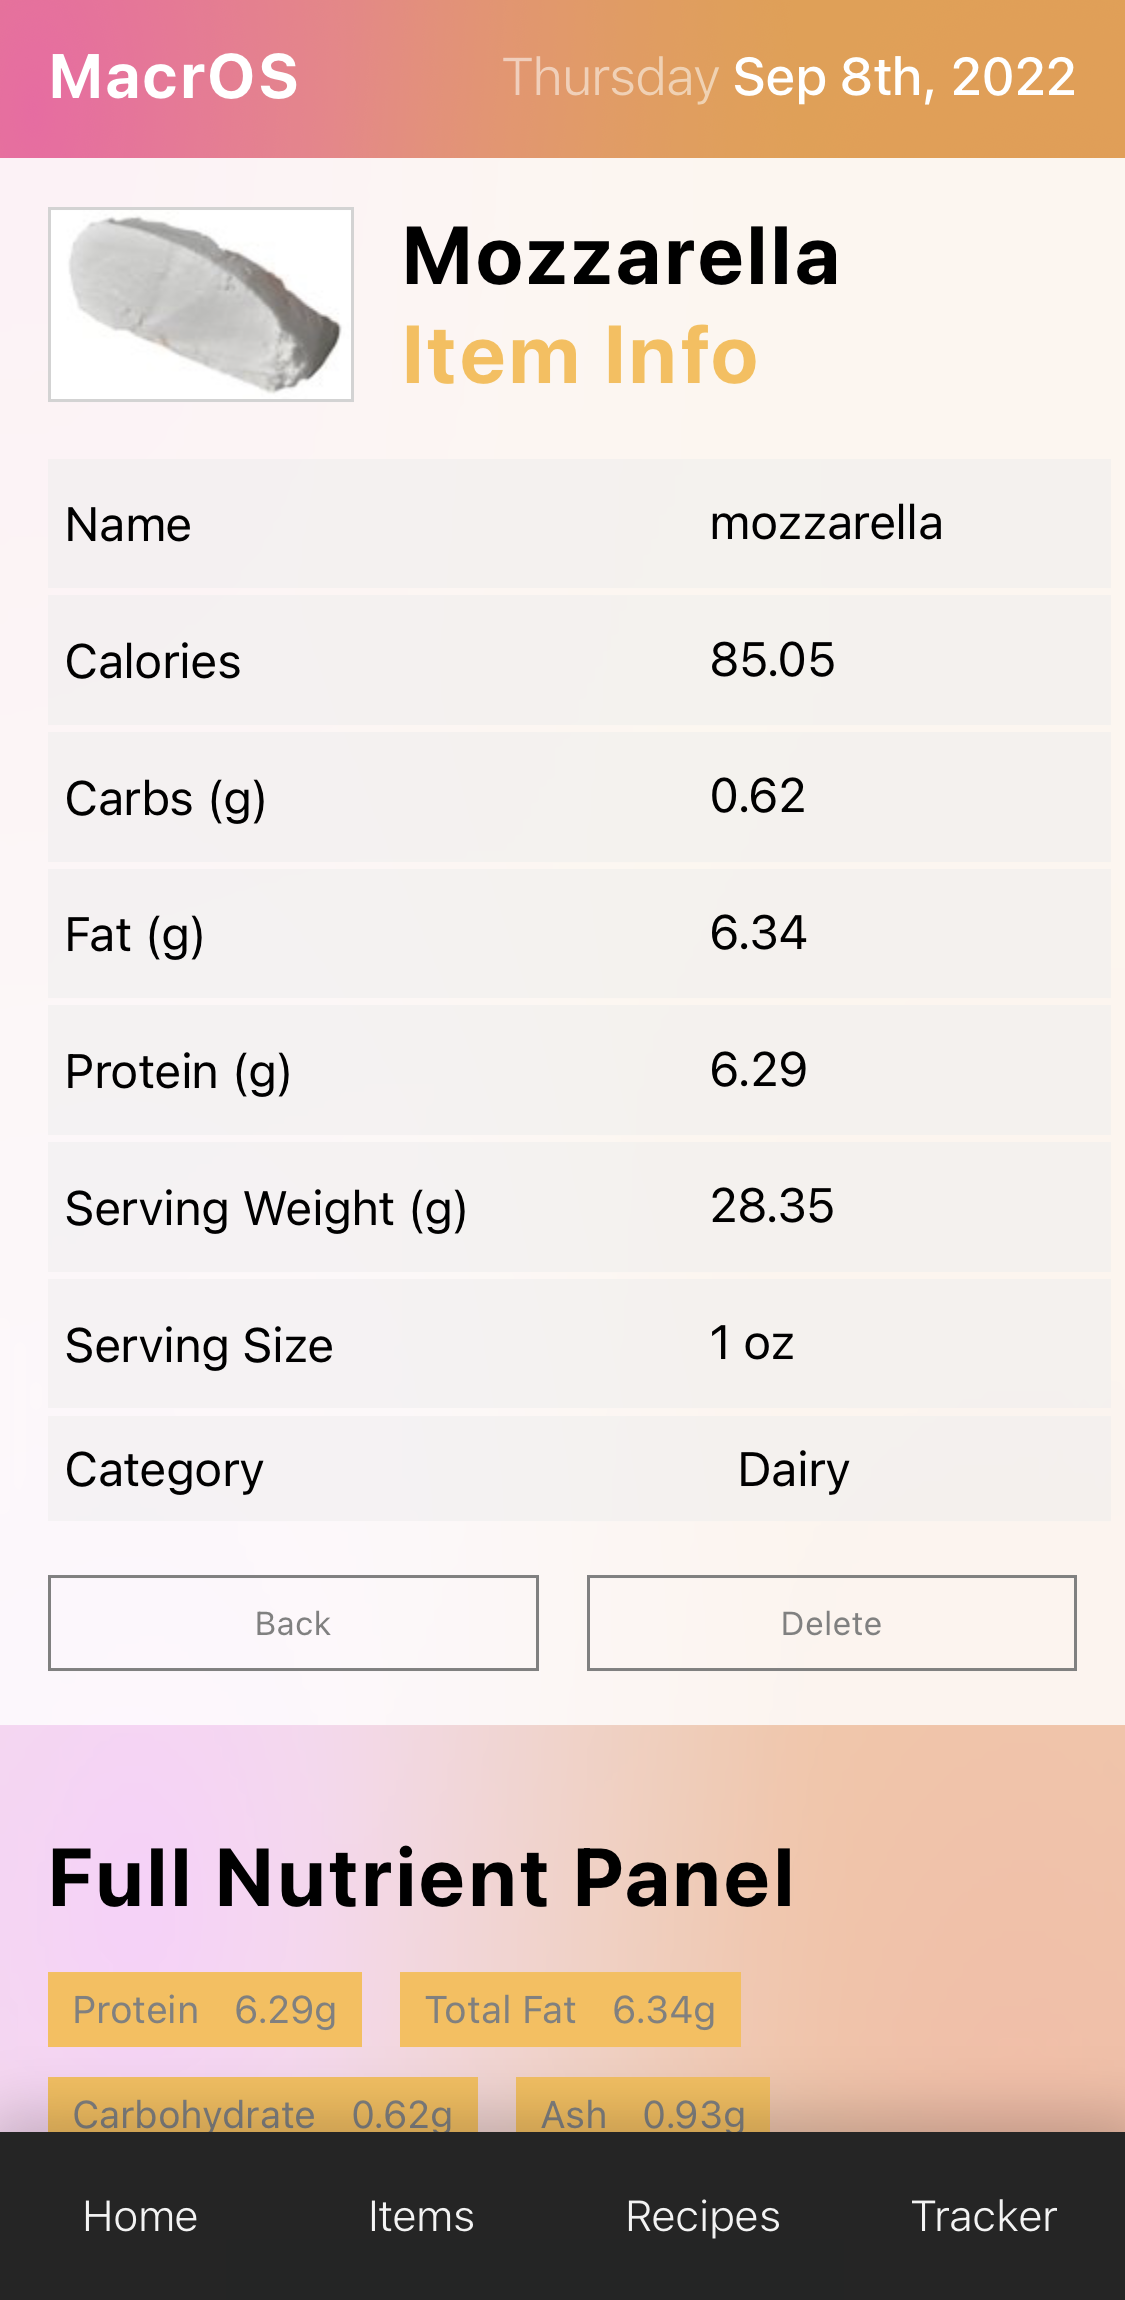 MacrOS Thursday Sep 8th, 2022
Mozzarella
Item Info
Name mozzarella
Calories 85.05
Carbs (g) 0.62
Fat (g) 6.34
Protein (g) 6.29
Serving Weight (g) 28.35
Serving Size 1 oz
Category Dairy
Back Delete
Full Nutrient Panel
Protein 6.29g Total Fat 6.34g
Carbohydrate 0.62g Ash 0.93g
Home Items Recipes Tracker